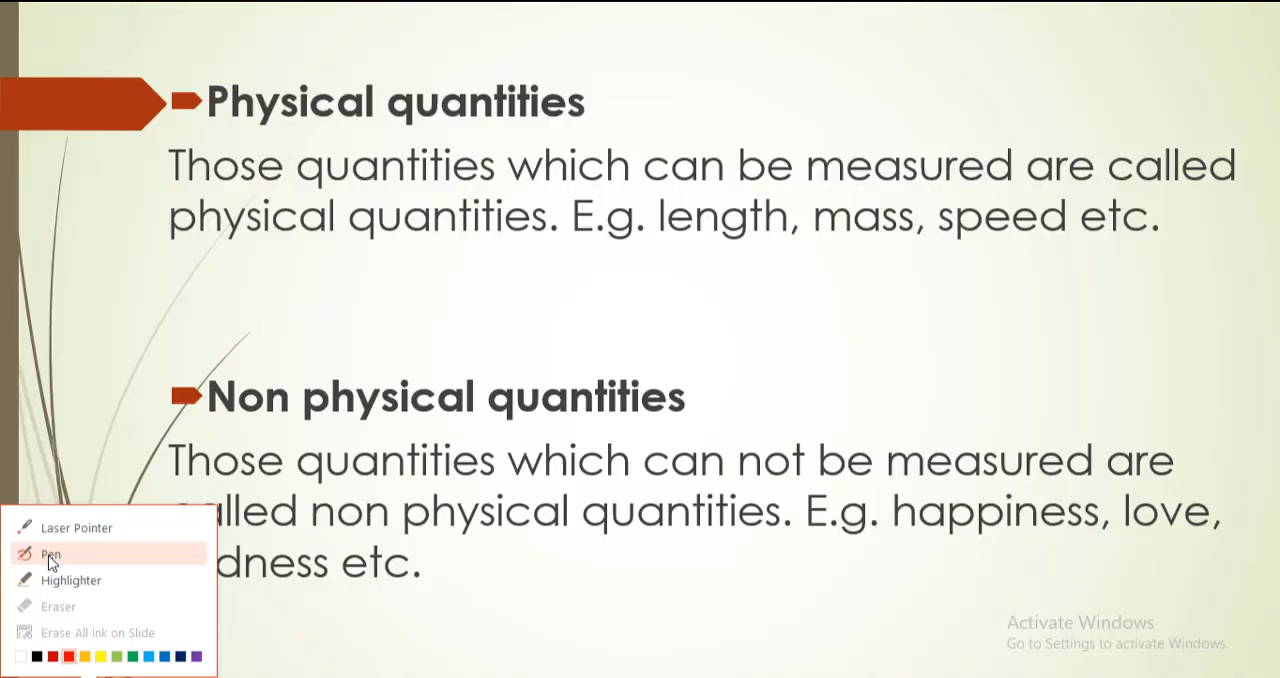 Physical quantities
Those quantities which can be measured are called
physical quantities. E.g. length, mass, speed etc.
Non physical quantities
Those quantities which can not be measured are
called non physical quantities. E.g. happiness, love,
dness etc.
Laser Pointer
Pen
Highlighter
Eraser
Erase All Ink on Slide
Activate Windows
Go to Settings to activate Windows.